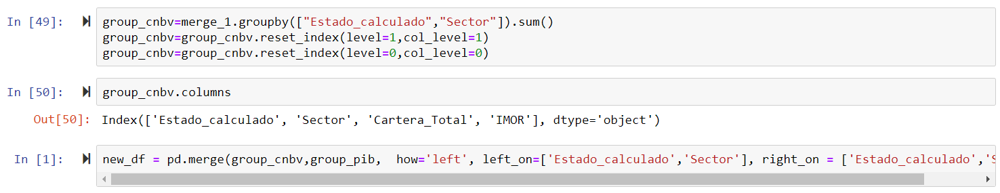 In [49]: group_cnbv=merge_1.groupby(["Estado_calculado","Sector"]).sum()
group_cnbv=group_cnbv.reset_index(level=1,col_level=1)
group_cnbv=group_cnbv.reset_index(level=0,col_level=0)
In [50]: group_cnbv.columns
Out[50]: Index(['Estado_calculado', 'Sector', 'Cartera_Total', 'IMOR'], dtype='object')
In [1]: new_df = pd.merge(group_cnbv,group_pib,  how='left', left_on=['Estado_calculado','Sector'], right_on = ['Estado_calculado','